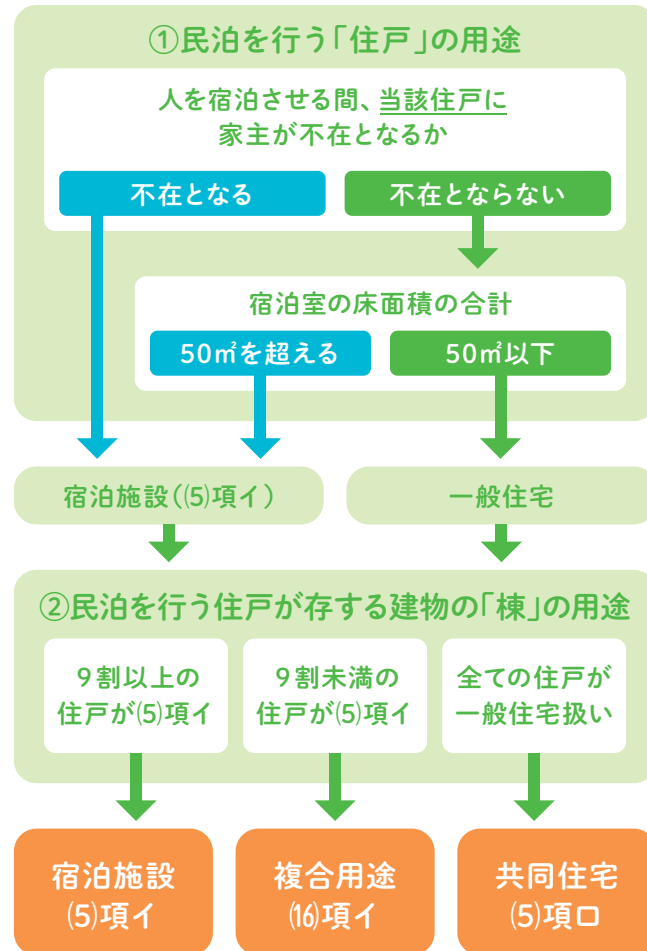 ①民泊を行う「住戸」の用途
人を宿泊させる間、当該住戸に
家主が不在となるか
不在となる
不在とならない
宿泊室の床面積の合計
50㎡を超える
50㎡以下
宿泊施設(⑸項イ)
一般住宅
②民泊を行う住戸が存する建物の「棟」の用途
9割以上の
住戸が⑸項イ
9割未満の
住戸が⑸項イ
全ての住戸が
一般住宅扱い
宿泊施設
⑸項イ
複合用途
⒃項イ
共同住宅
⑸項ロ